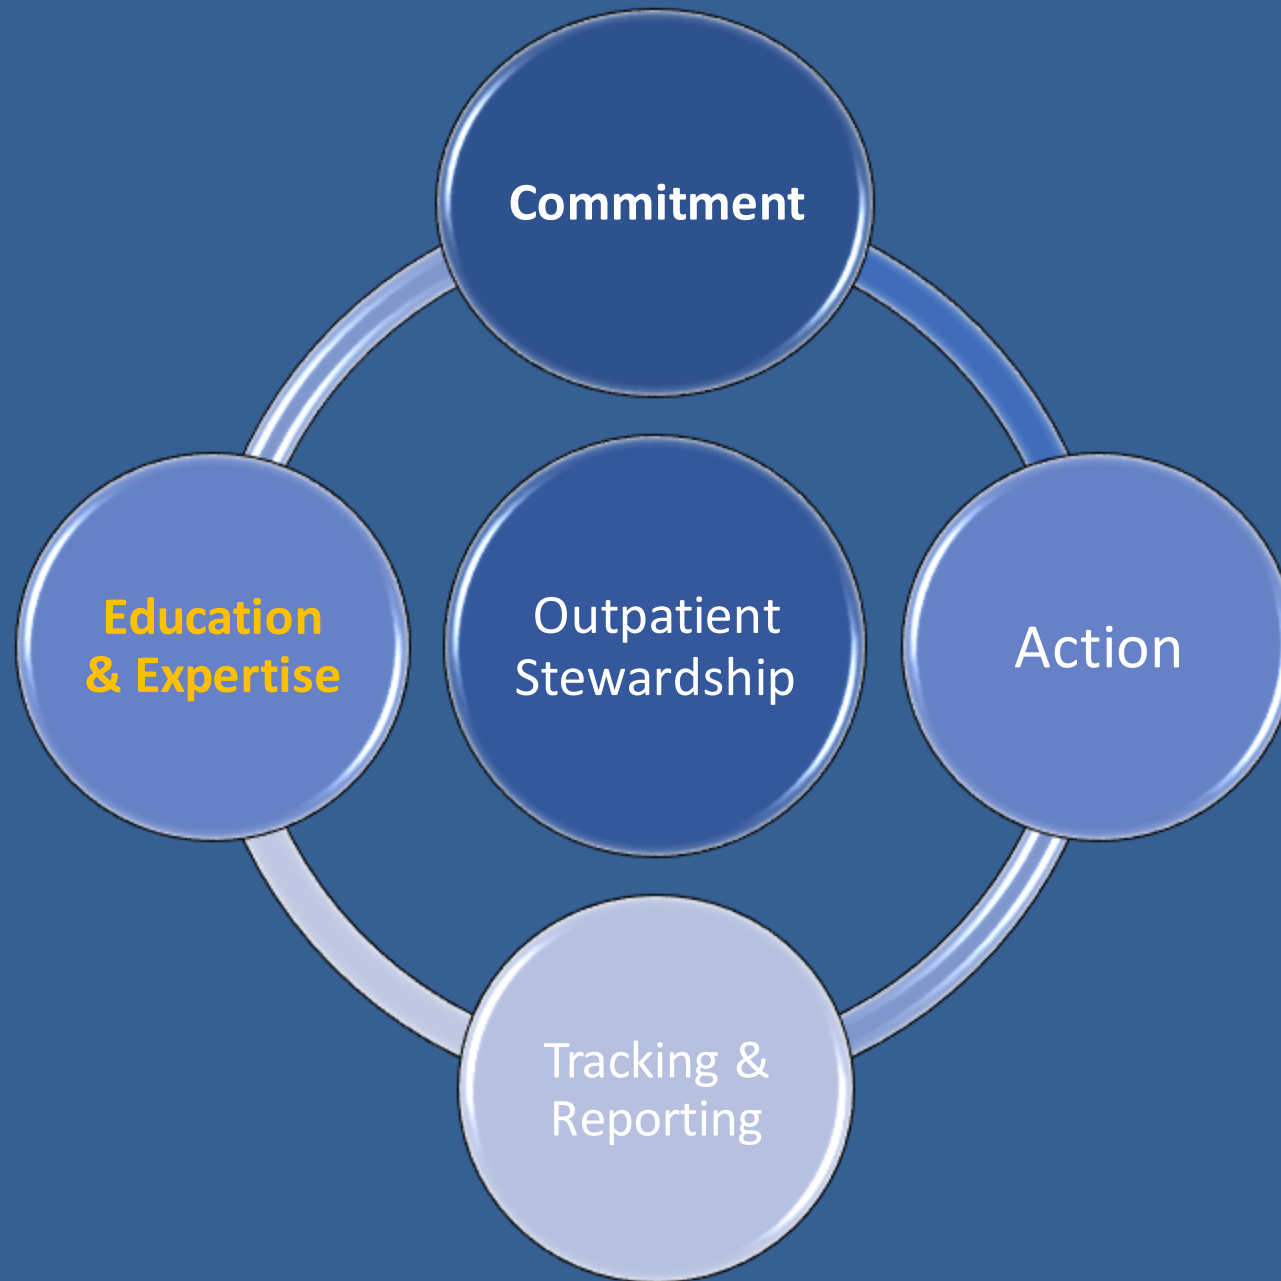 Commitment
Education
& Expertise
Outpatient
Stewardship
Action
Tracking &
Reporting